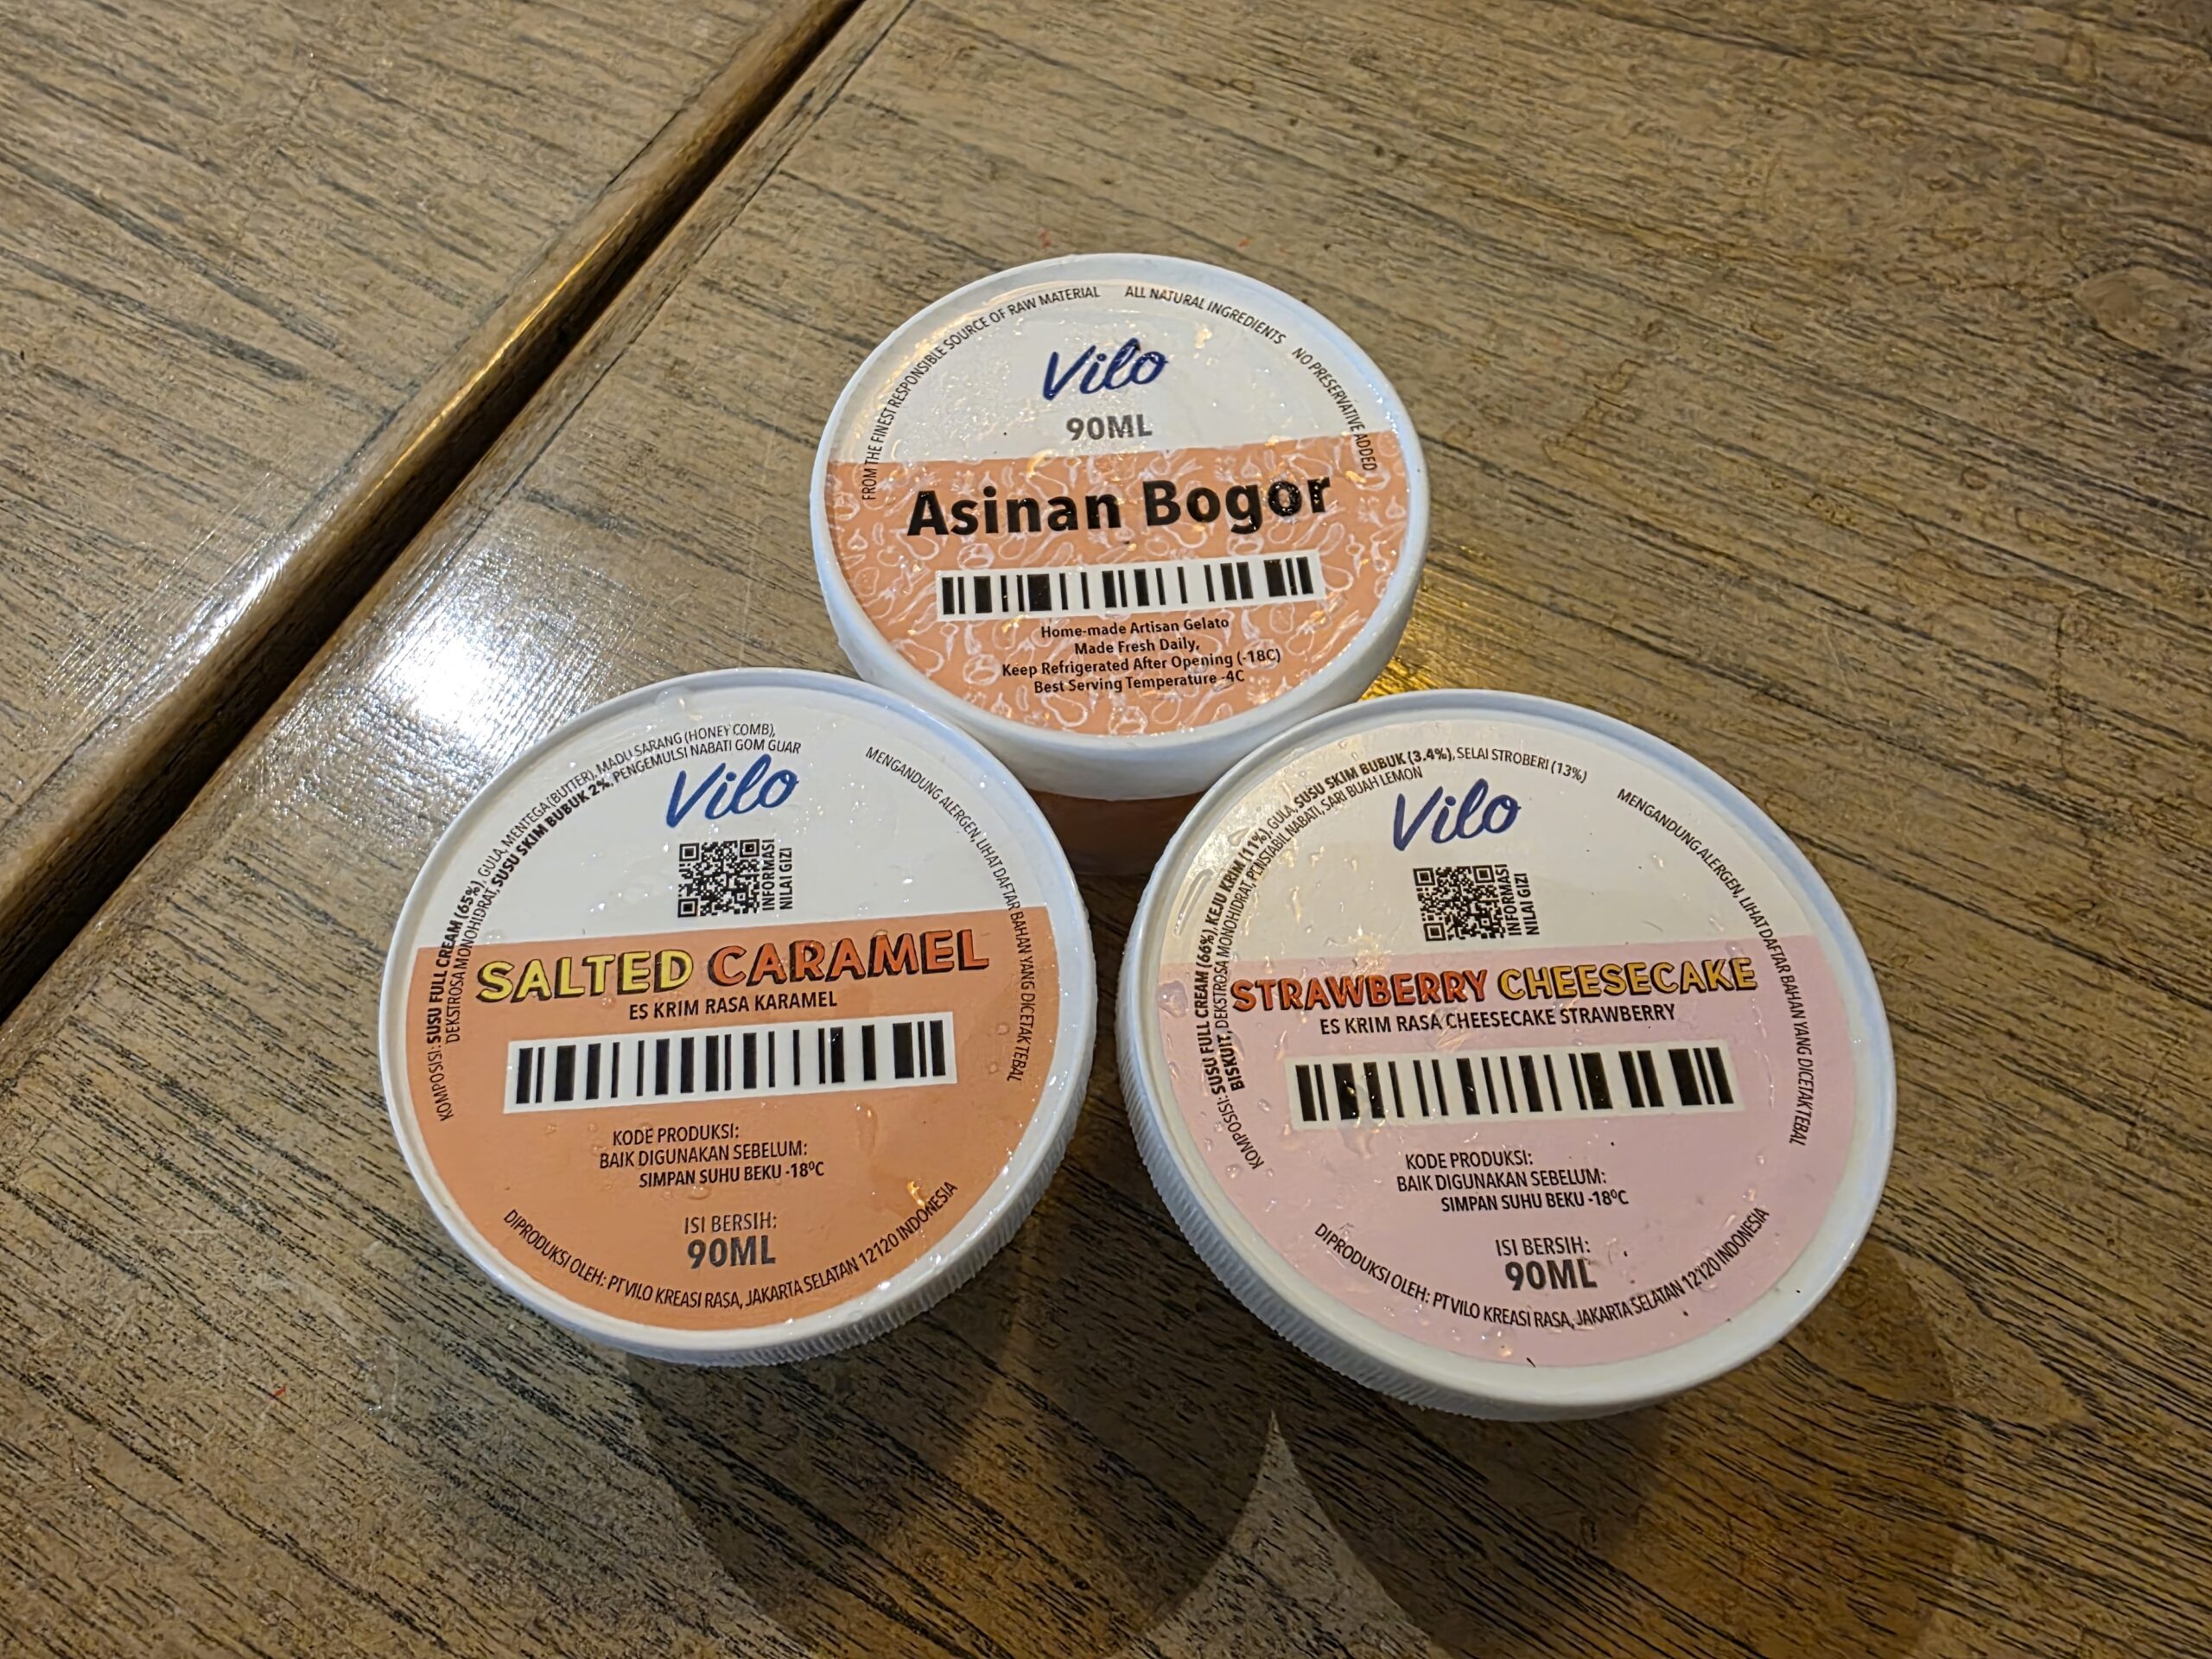 FROM THE FINEST RESPONSIBLE SOURCE OF RAW MATERIAL ALL NATURAL INGREDIENTS NO PRESERVATIVE ADDED
Vilo
90ML
Asinan Bogor
Home-made Artisan Gelato
Made Fresh Daily,
Keep Refrigerated After Opening (-18C)
Best Serving Temperature -4C
KOMPOSISI: SUSU FULL CREAM (65%), GULA, MENTEGA (BUTTER), MADU SARANG (HONEY COMB),
DEKSTROSA MONOHIDRAT, SUSU SKIM BUBUK 2%, PENGEMULSI NABATI GOM GUAR
MENGANDUNG ALERGEN, LIHAT DAFTAR BAHAN YANG DICETAK TEBAL
Vilo
INFORMASI
NILAI GIZI
SALTED CARAMEL
ES KRIM RASA KARAMEL
KODE PRODUKSI:
BAIK DIGUNAKAN SEBELUM:
SIMPAN SUHU BEKU -18ºC
ISI BERSIH:
90ML
DIPRODUKSI OLEH: PT VILO KREASI RASA, JAKARTA SELATAN 12120 INDONESIA
KOMPOSISI: SUSU FULL CREAM (66%), KEJU KRIM (11%), GULA, SUSU SKIM BUBUK (3.4%), SELAI STROBERI (13%)
BISKUIT, DEKSTROSA MONOHIDRAT, PENSTABIL NABATI, SARI BUAH LEMON
MENGANDUNG ALERGEN, LIHAT DAFTAR BAHAN YANG DICETAK TEBAL
Vilo
INFORMASI
NILAI GIZI
STRAWBERRY CHEESECAKE
ES KRIM RASA CHEESECAKE STRAWBERRY
KODE PRODUKSI:
BAIK DIGUNAKAN SEBELUM:
SIMPAN SUHU BEKU -18ºC
ISI BERSIH:
90ML
DIPRODUKSI OLEH: PT VILO KREASI RASA, JAKARTA SELATAN 12120 INDONESIA